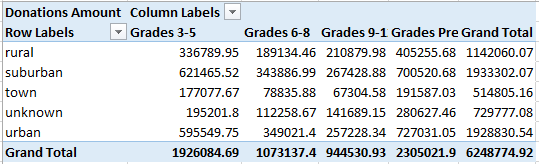 Donations Amount Column Labels
Row Labels Grades 3-5 Grades 6-8 Grades 9-1 Grades Pre Grand Total
rural 336789.95 189134.46 210879.98 405255.68 1142060.07
suburban 621465.52 343886.99 267428.88 700520.68 1933302.07
town 177077.67 78835.88 67304.58 191587.03 514805.16
unknown 195201.8 112258.67 141689.15 280627.46 729777.08
urban 595549.75 349021.4 257228.34 727031.05 1928830.54
Grand Total 1926084.69 1073137.4 944530.93 2305021.9 6248774.92